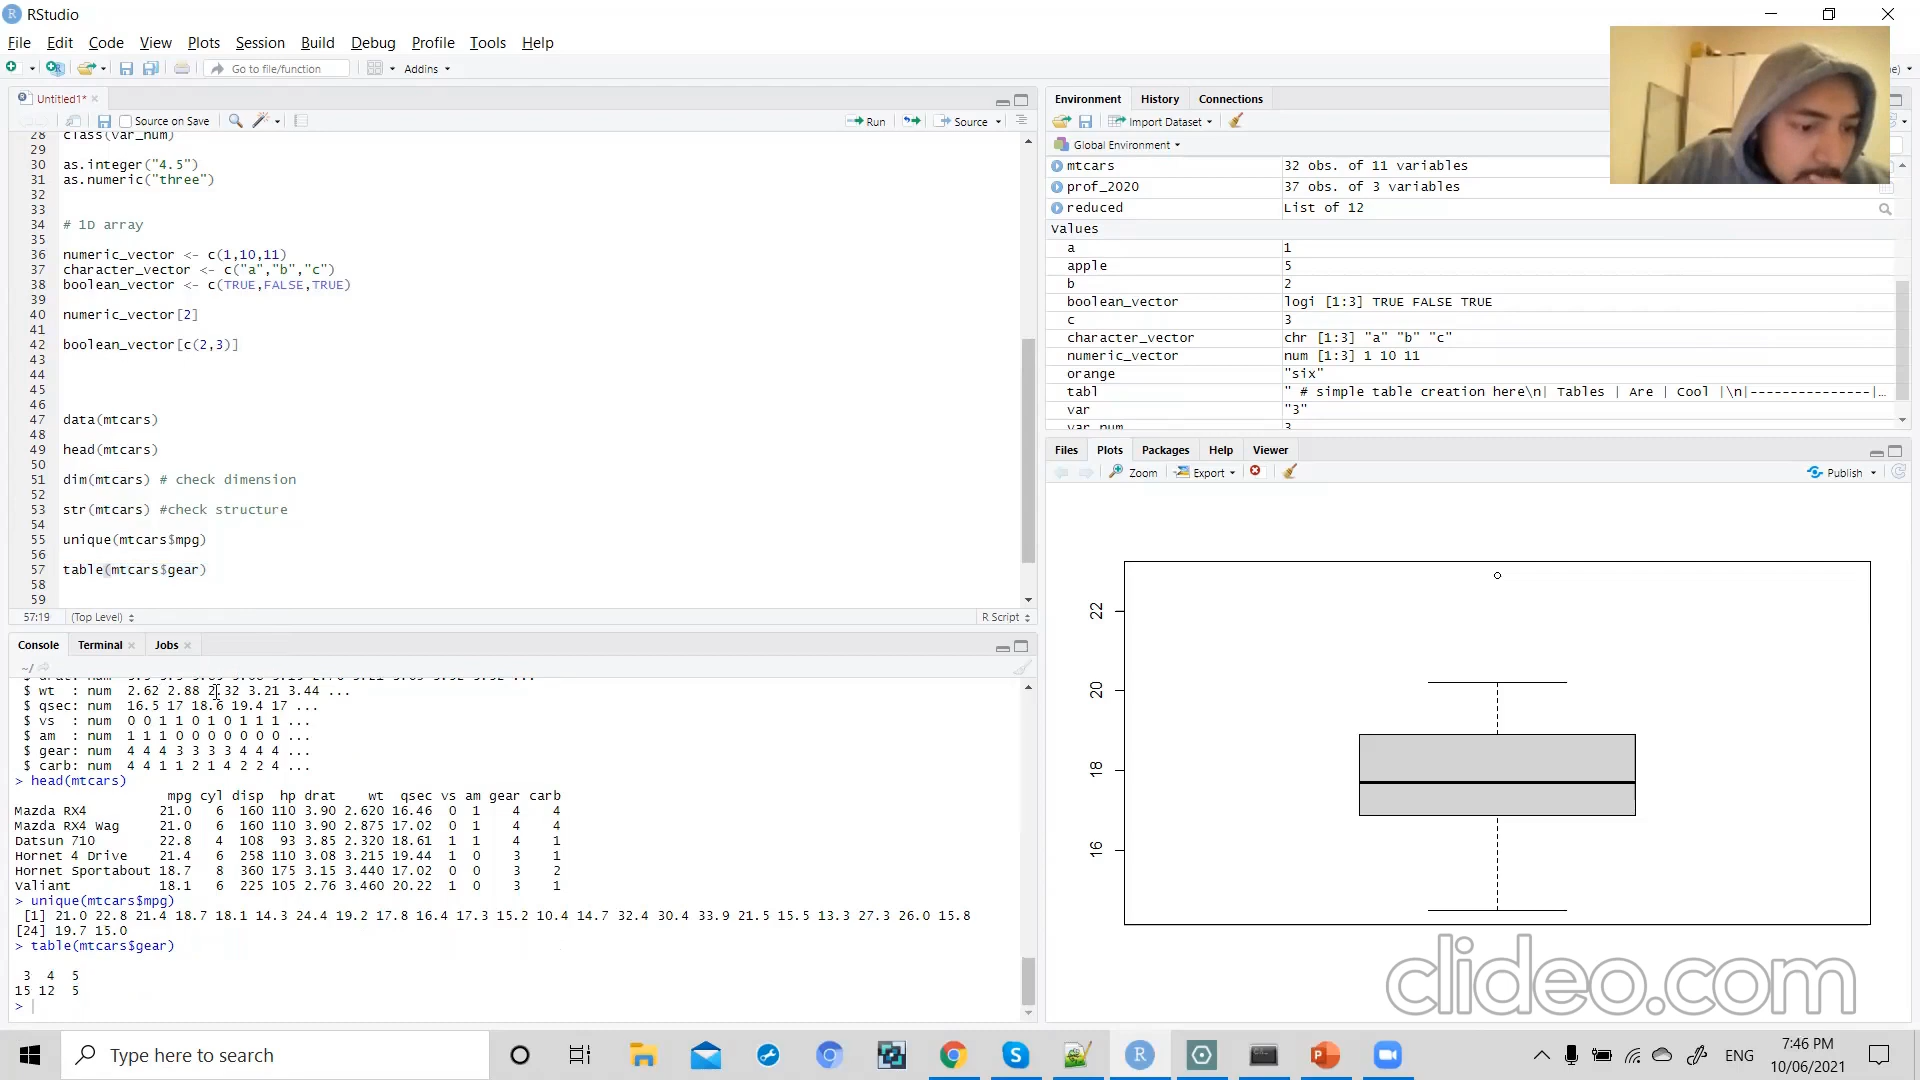 RStudio
File Edit Code View Plots Session Build Debug Profile Tools Help
Go to file/function Addins
Untitled1*
Source on Save Run Source
28 class(var_num)
29
30 as.integer("4.5")
31 as.numeric("three")
32
33
34 # 1D array
35
36 numeric_vector <- c(1,10,11)
37 character_vector <- c("a","b","c")
38 boolean_vector <- c(TRUE,FALSE,TRUE)
39
40 numeric_vector[2]
41
42 boolean_vector[c(2,3)]
43
44
45
46
47 data(mtcars)
48
49 head(mtcars)
50
51 dim(mtcars) # check dimension
52
53 str(mtcars) #check structure
54
55 unique(mtcars$mpg)
56
57 table(mtcars$gear)
58
59
57:19 (Top Level) R Script
Console Terminal Jobs
~/
$ wt : num 2.62 2.88 2.32 3.21 3.44 ...
$ qsec: num 16.5 17 18.6 19.4 17 ...
$ vs : num 0 0 1 1 0 1 0 1 1 1 ...
$ am : num 1 1 1 0 0 0 0 0 0 0 ...
$ gear: num 4 4 4 3 3 3 3 4 4 4 ...
$ carb: num 4 4 1 1 2 1 4 2 2 4 ...
> head(mtcars)
mpg cyl disp hp drat wt qsec vs am gear carb
Mazda RX4 21.0 6 160 110 3.90 2.620 16.46 0 1 4 4
Mazda RX4 Wag 21.0 6 160 110 3.90 2.875 17.02 0 1 4 4
Datsun 710 22.8 4 108 93 3.85 2.320 18.61 1 1 4 1
Hornet 4 Drive 21.4 6 258 110 3.08 3.215 19.44 1 0 3 1
Hornet Sportabout 18.7 8 360 175 3.15 3.440 17.02 0 0 3 2
Valiant 18.1 6 225 105 2.76 3.460 20.22 1 0 3 1
> unique(mtcars$mpg)
[1] 21.0 22.8 21.4 18.7 18.1 14.3 24.4 19.2 17.8 16.4 17.3 15.2 10.4 14.7 32.4 30.4 33.9 21.5 15.5 13.3 27.3 26.0 15.8
[24] 19.7 15.0
> table(mtcars$gear)
3 4 5
15 12 5
>
Environment History Connections
Import Dataset
Global Environment
mtcars 32 obs. of 11 variables
prof_2020 37 obs. of 3 variables
reduced List of 12
Values
a 1
apple 5
b 2
boolean_vector logi [1:3] TRUE FALSE TRUE
c 3
character_vector chr [1:3] "a" "b" "c"
numeric_vector num [1:3] 1 10 11
orange "six"
tabl " # simple table creation here\n| Tables | Are | Cool |\n|---------------|…
var "3"
var_num 3
Files Plots Packages Help Viewer
Zoom Export Publish
22
20
18
16
clideo.com
Type here to search
ENG
7:46 PM
10/06/2021